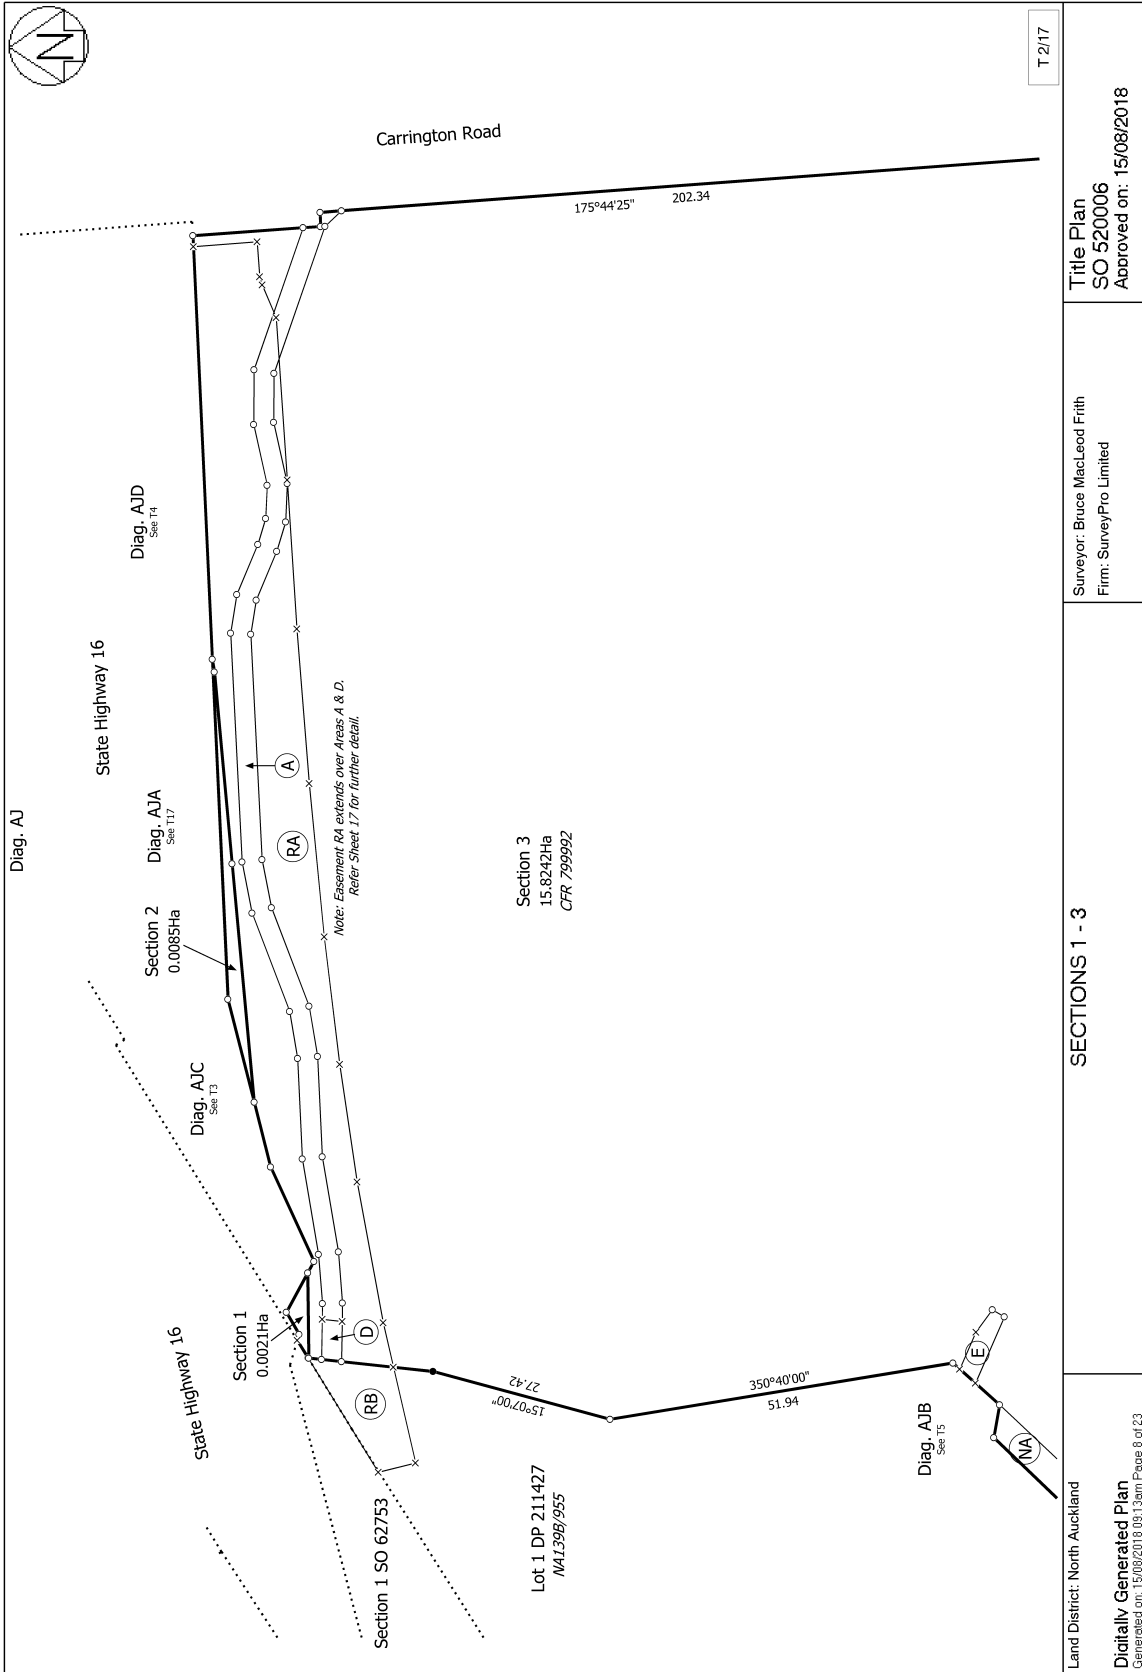 Diag. AJ
N
T 2/17
State Highway 16
State Highway 16
Diag. AJC
See T3
Diag. AJA
See T17
Diag. AJD
See T4
Carrington Road
Section 1
0.0021Ha
Section 2
0.0085Ha
Section 1 SO 62753
RB
D
RA
A
Note: Easement RA extends over Areas A & D.
Refer Sheet 17 for further detail.
175°44'25"
202.34
15°07'00"
27.42
Lot 1 DP 211427
NA139B/955
Section 3
15.8242Ha
CFR 799992
350°40'00"
51.94
Diag. AJB
See T5
E
NA
Land District: North Auckland
Digitally Generated Plan
Generated on: 15/08/2018 09:13am Page 8 of 23
SECTIONS 1 - 3
Surveyor: Bruce MacLeod Frith
Firm: SurveyPro Limited
Title Plan
SO 520006
Approved on: 15/08/2018